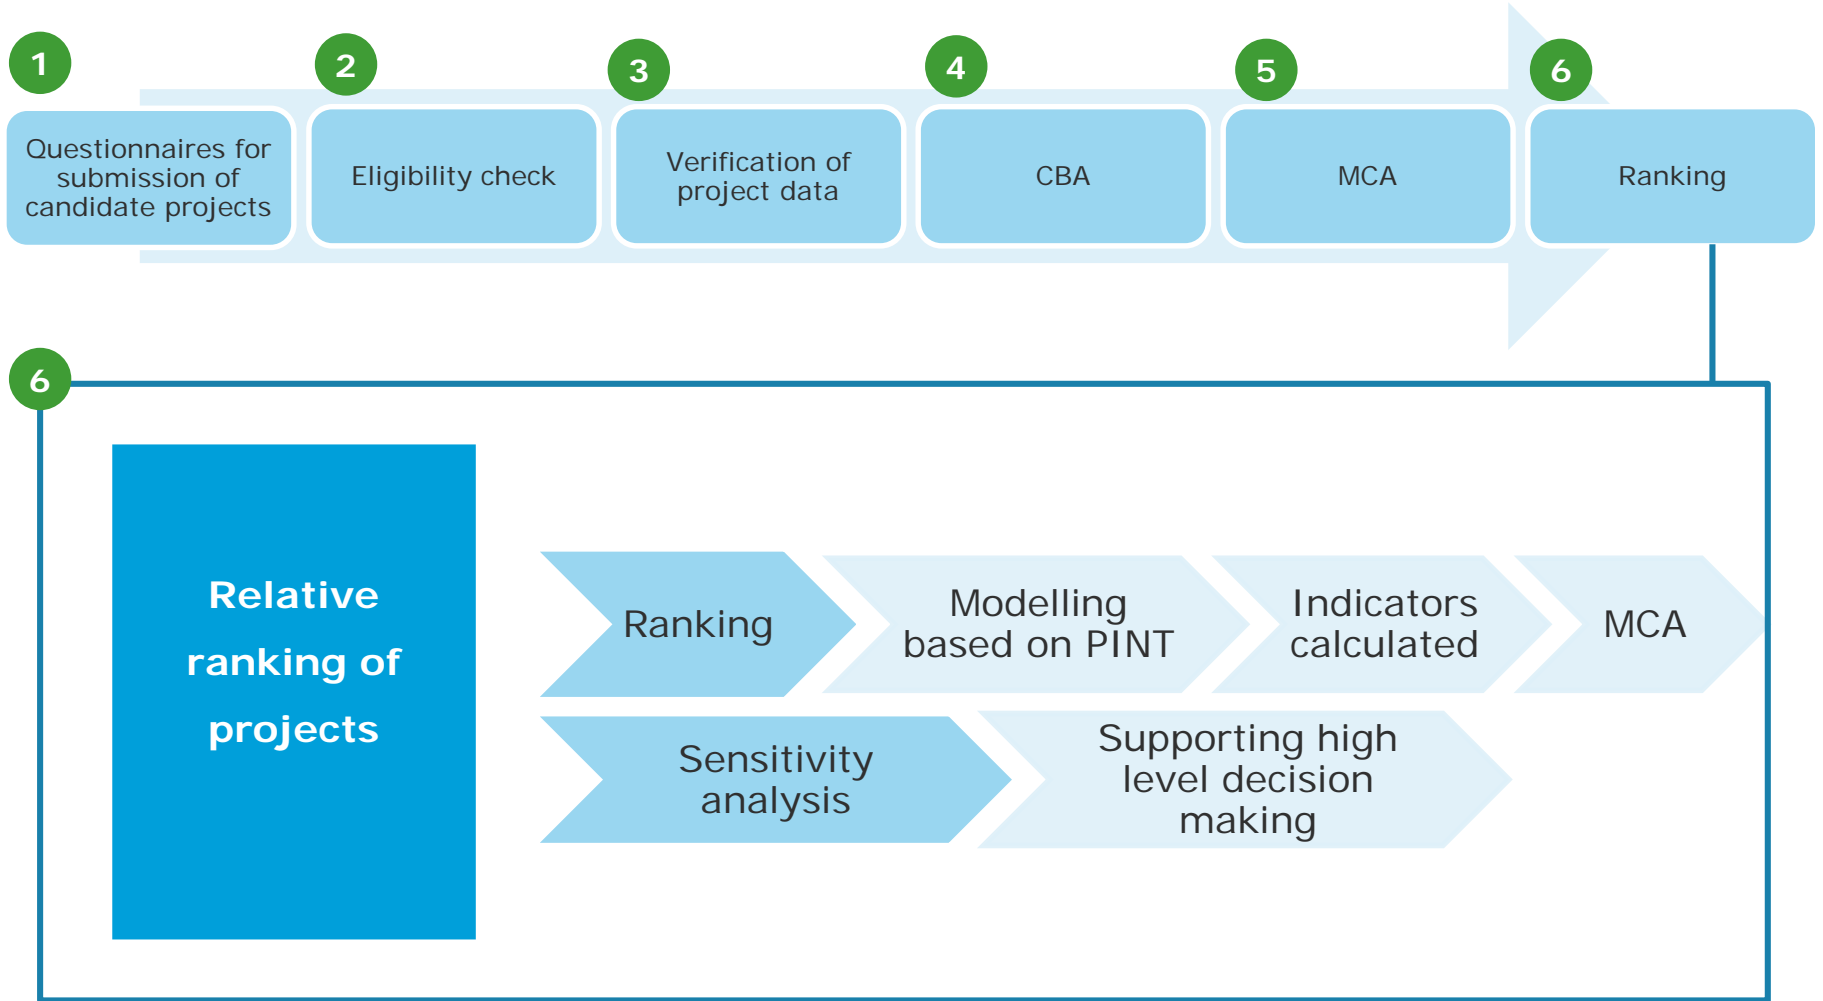 1
Questionnaires for
submission of
candidate projects
2
Eligibility check
3
Verification of
project data
4
CBA
5
MCA
6
Ranking
6
Relative
ranking of
projects
Ranking
Modelling
based on PINT
Indicators
calculated
MCA
Sensitivity
analysis
Supporting high
level decision
making